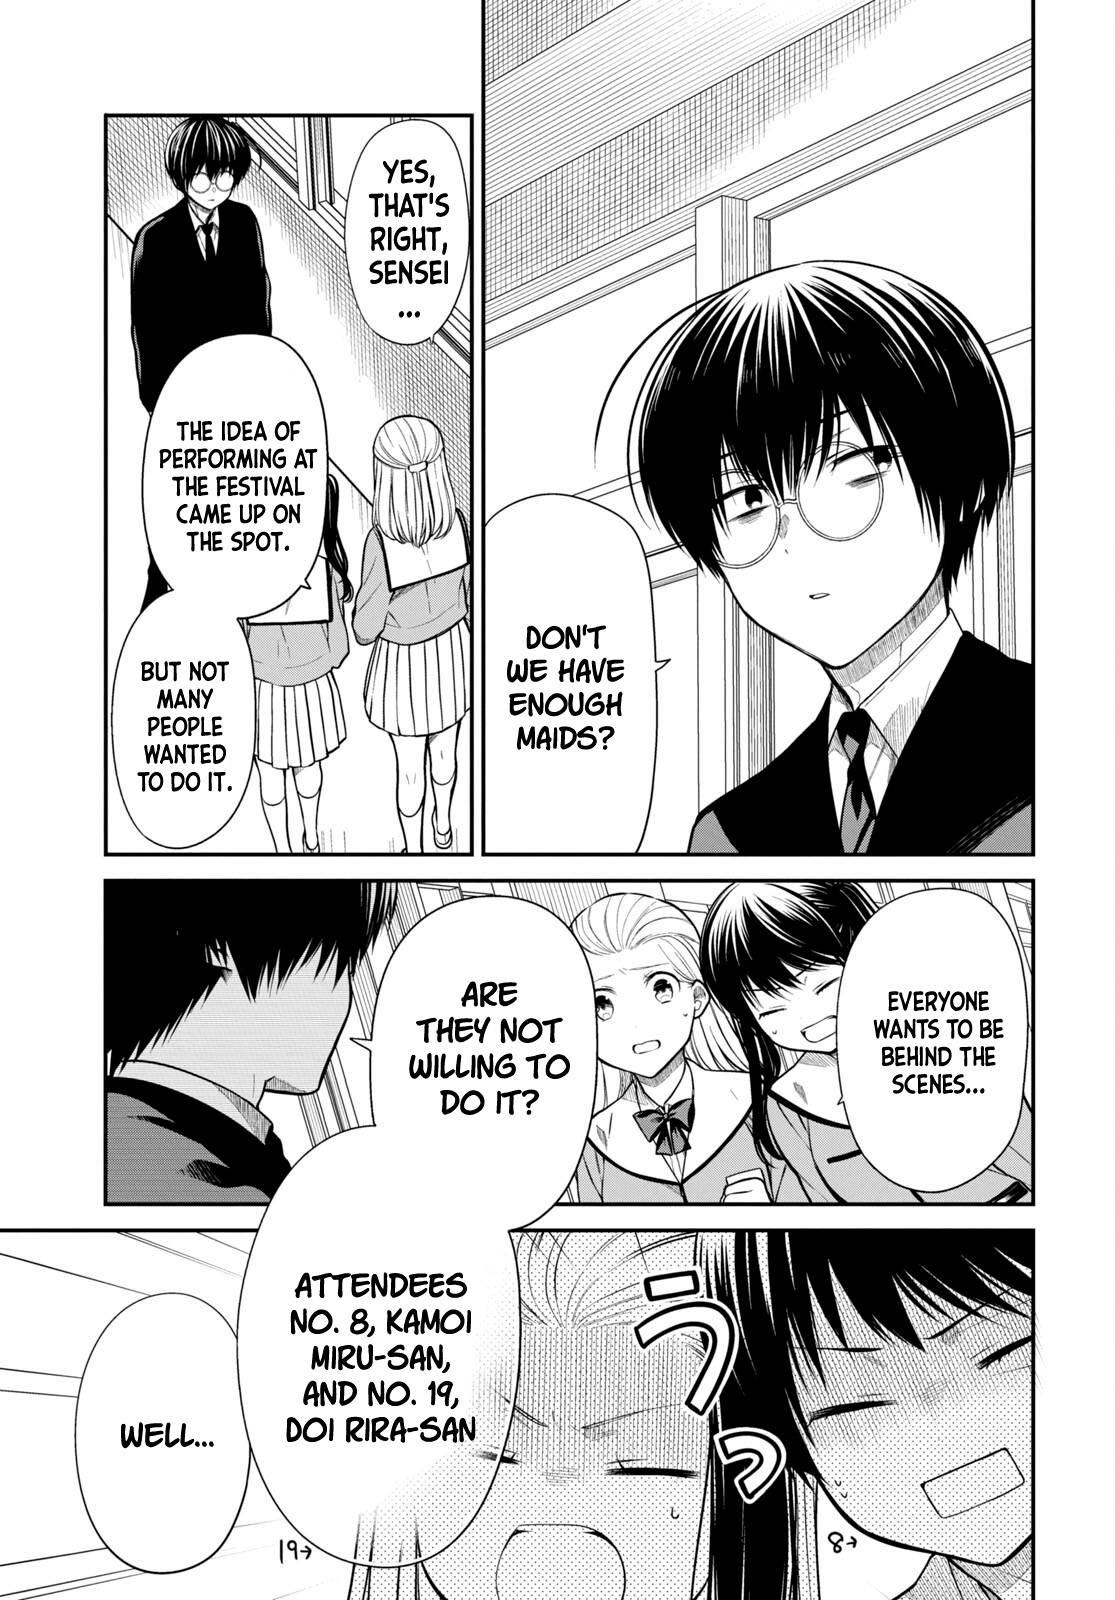 DON'T
WE HAVE
ENOUGH
MAIDS?
YES,
THAT'S
RIGHT,
SENSEI
...
THE IDEA OF
PERFORMING AT
THE FESTIVAL
CAME UP ON
THE SPOT.
BUT NOT
MANY
PEOPLE
WANTED
TO DO IT.
EVERYONE
WANTS TO BE
BEHIND THE
SCENES...
ARE
THEY NOT
WILLING TO
DO IT?
ATTENDEES
NO. 8, KAMOI
MIRU-SAN,
AND NO. 19,
DOI RIRA-SAN
うっ
8→
19→
WELL...